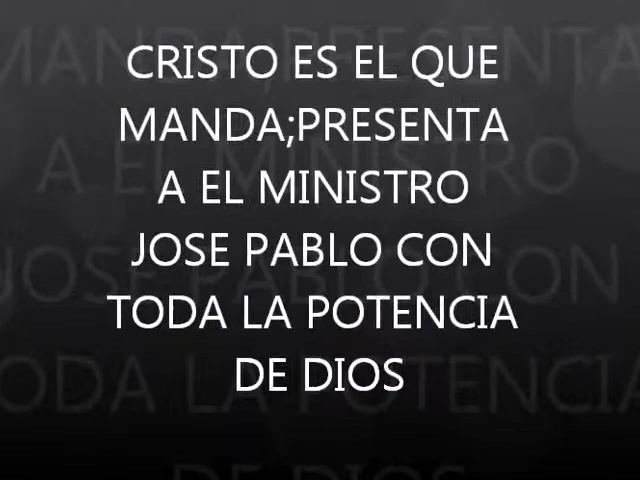 CRISTO ES EL QUE
MANDA;PRESENTA
A EL MINISTRO
JOSE PABLO CON
TODA LA POTENCIA
DE DIOS